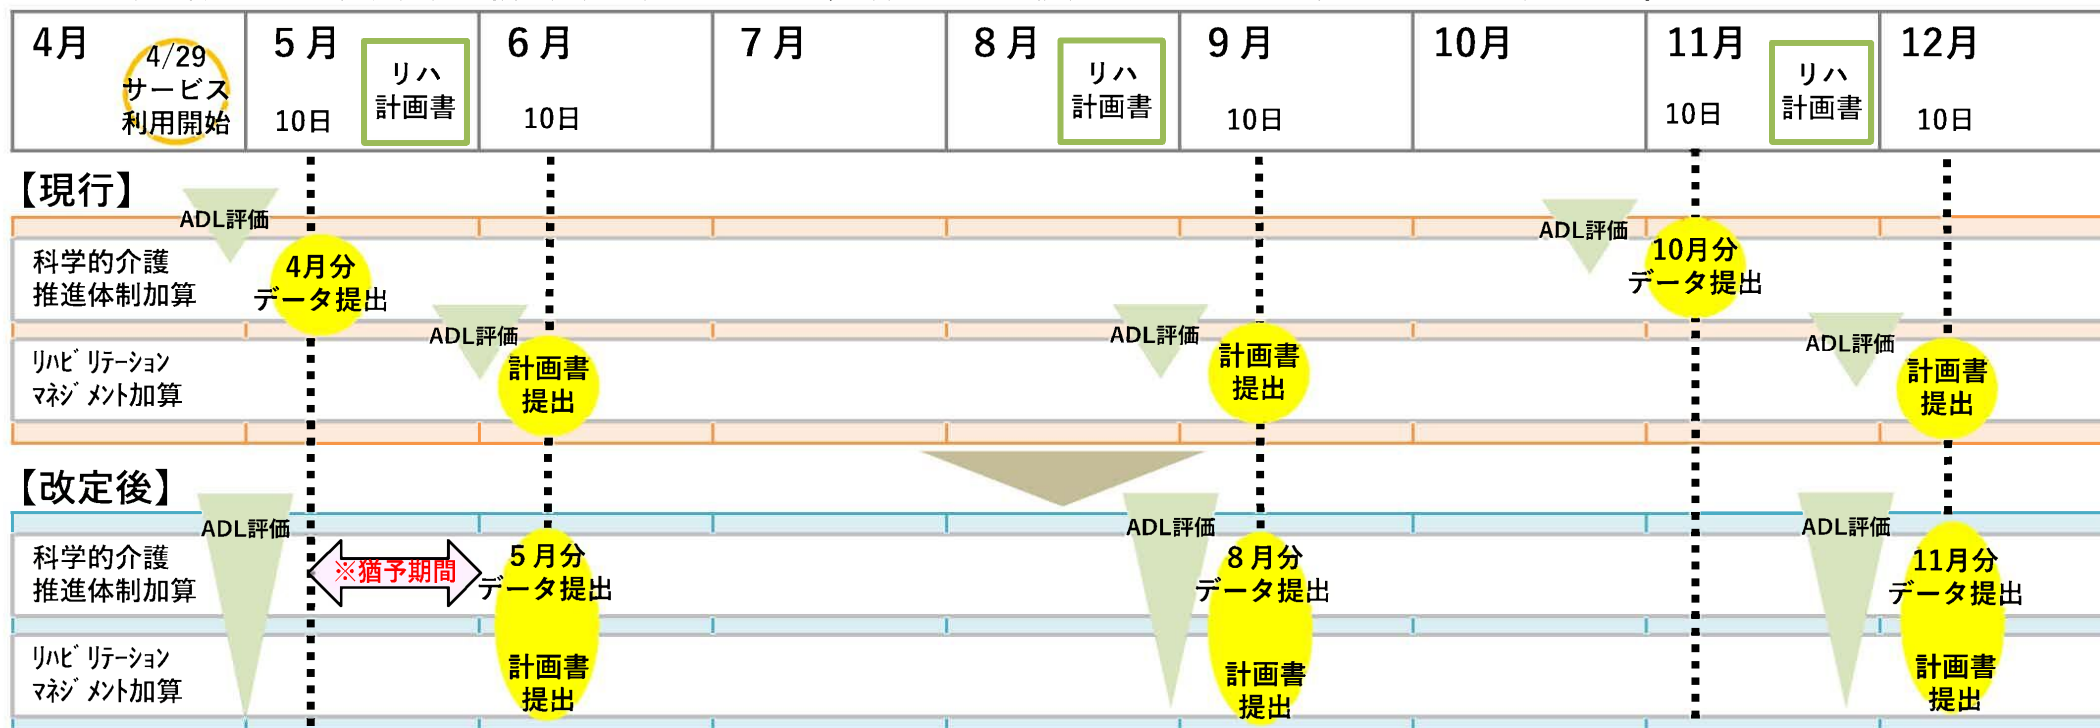 4月
4/29
サービス
利用開始
5月
10日
リハ
計画書
6月
10日
7月
8月
リハ
計画書
9月
10日
10月
11月
10日
リハ
計画書
12月
10日
【現行】
ADL評価
ADL評価
科学的介護
推進体制加算
4月分
データ提出
10月分
データ提出
ADL評価
ADL評価
ADL評価
リハビリテーション
マネジメント加算
計画書
提出
計画書
提出
計画書
提出
【改定後】
ADL評価
ADL評価
ADL評価
科学的介護
推進体制加算
※猶予期間
5月分
データ提出
8月分
データ提出
11月分
データ提出
リハビリテーション
マネジメント加算
計画書
提出
計画書
提出
計画書
提出